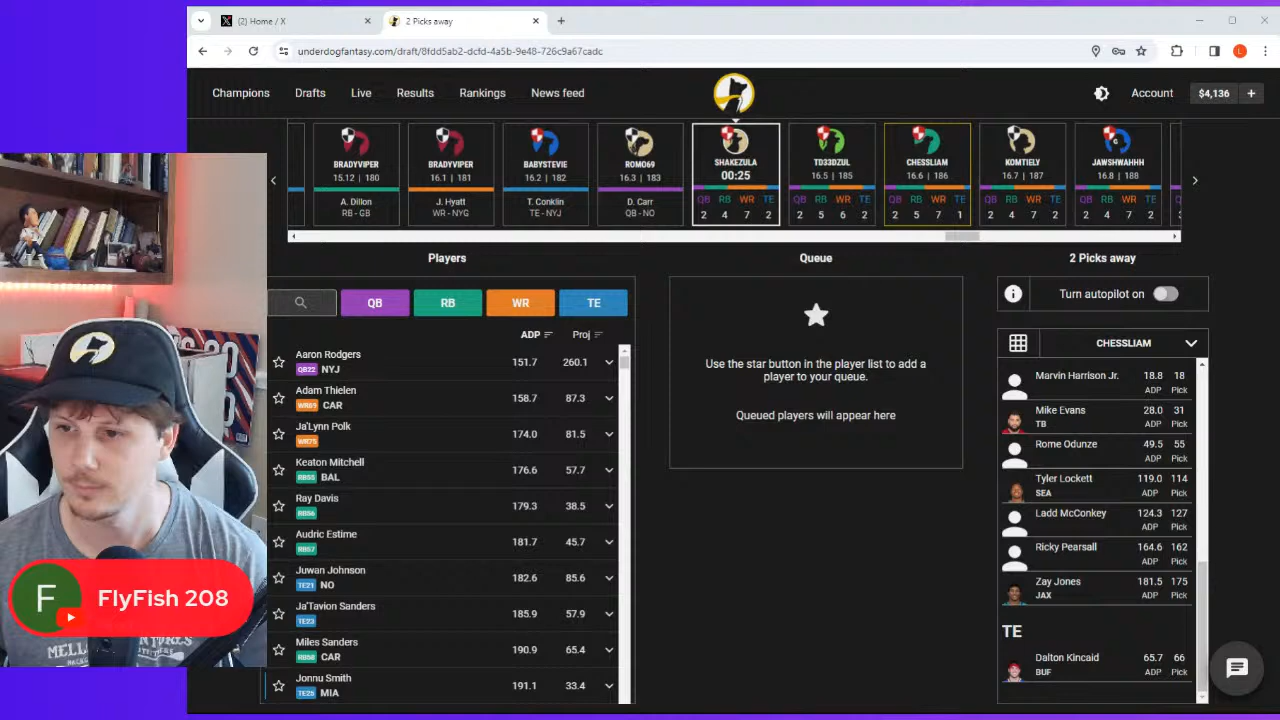 (2) Home / X
2 Picks away
underdogfantasy.com/draft/8fdd5ab2-dcfd-4a5b-9e48-726c9a67cadc
Champions
Drafts
Live
Results
Rankings
News feed
Account
$4,136
BRADYVIPER
15.12 | 180
A. Dillon
RB - GB
BRADYVIPER
16.1 | 181
J. Hyatt
WR - NYG
BABYSTEVIE
16.2 | 182
T. Conklin
TE - NYJ
ROMO69
16.3 | 183
D. Carr
QB - NO
SHAKEZULA
00:25
QB RB WR TE
2 4 7 2
TD33DZUL
16.5 | 185
QB RB WR TE
2 5 6 2
CHESSLIAM
16.6 | 186
QB RB WR TE
2 5 7 1
KOMTIELY
16.7 | 187
QB RB WR TE
2 4 7 2
JAWSHWAHHH
16.8 | 188
QB RB WR TE
2 4 7 2
Players
QB
RB
WR
TE
ADP
Proj
Aaron Rodgers
QB22 NYJ
151.7
260.1
Adam Thielen
WR69 CAR
158.7
87.3
Ja'Lynn Polk
WR75
174.0
81.5
Keaton Mitchell
RB55 BAL
176.6
57.7
Ray Davis
RB56
179.3
38.5
Audric Estime
RB57
181.7
45.7
Juwan Johnson
TE21 NO
182.6
85.6
Ja'Tavion Sanders
TE23
185.9
57.9
Miles Sanders
RB58 CAR
190.9
65.4
Jonnu Smith
TE25 MIA
191.1
33.4
Queue
Use the star button in the player list to add a
player to your queue.
Queued players will appear here
2 Picks away
Turn autopilot on
CHESSLIAM
Marvin Harrison Jr.
18.8 18
ADP Pick
Mike Evans
TB
28.0 31
ADP Pick
Rome Odunze
49.5 55
ADP Pick
Tyler Lockett
SEA
119.0 114
ADP Pick
Ladd McConkey
124.3 127
ADP Pick
Ricky Pearsall
164.6 162
ADP Pick
Zay Jones
JAX
181.5 175
ADP Pick
TE
Dalton Kincaid
BUF
65.7 66
ADP Pick
F
FlyFish 208